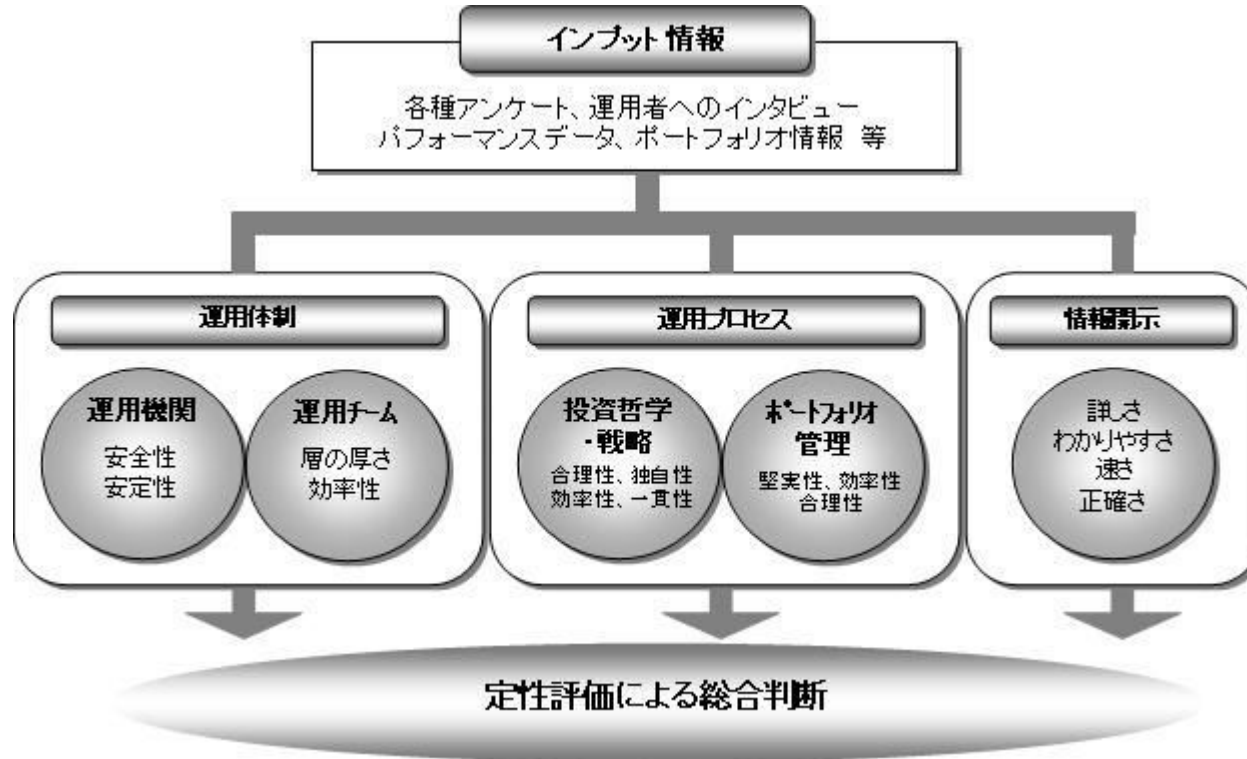 インプット情報
各種アンケート、運用者へのインタビュー
パフォーマンスデータ、ポートフォリオ情報 等
運用体制
運用機関
安全性
安定性
運用チーム
層の厚さ
効率性
運用プロセス
投資哲学
・戦略
合理性、独自性
効率性、一貫性
ポートフォリオ
管理
堅実性、効率性
合理性
情報開示
詳しさ
わかりやすさ
速さ
正確さ
定性評価による総合判断